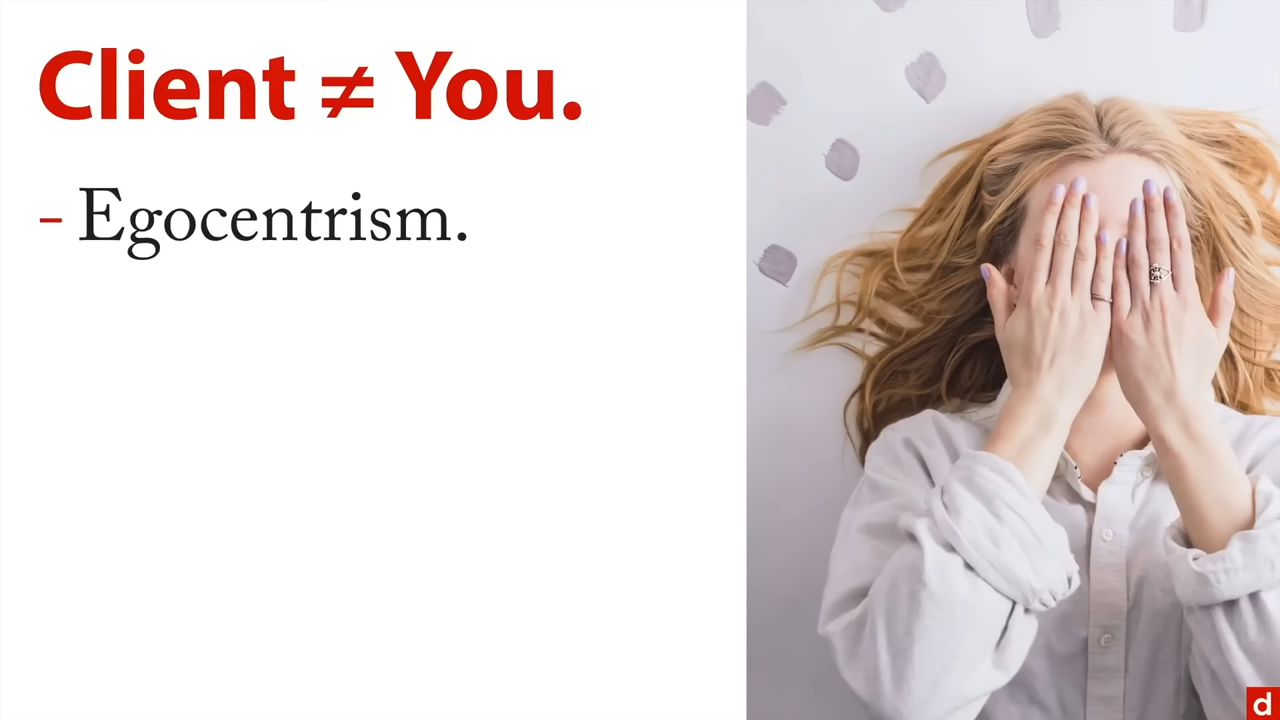 Client ≠ You.
– Egocentrism.
d